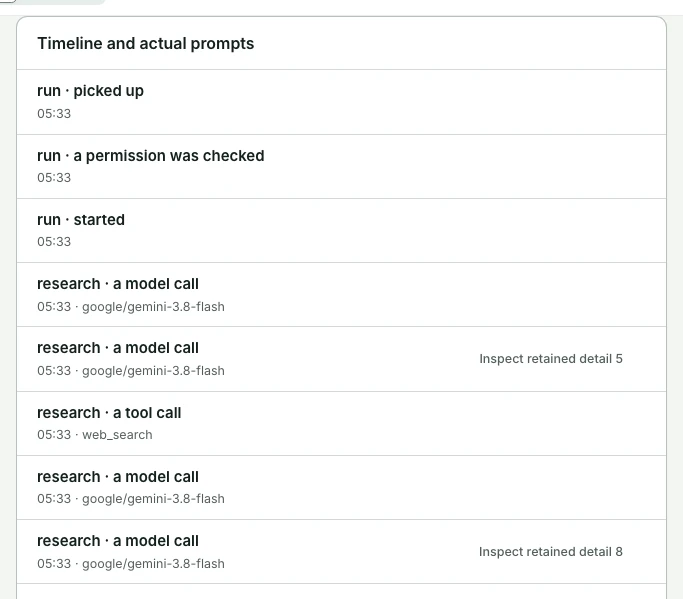 Timeline and actual prompts
run · picked up
05:33
run · a permission was checked
05:33
run · started
05:33
research · a model call
05:33 · google/gemini-3.8-flash
research · a model call
05:33 · google/gemini-3.8-flash
Inspect retained detail 5
research · a tool call
05:33 · web_search
research · a model call
05:33 · google/gemini-3.8-flash
research · a model call
05:33 · google/gemini-3.8-flash
Inspect retained detail 8